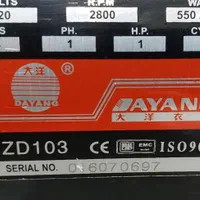 R.P.M
20 2800 550
PH. H.P.
1 1
大洋 ®
DAYANG DAYANG
大洋衣
ZD103 CE EMC ISO90
SERIAL NO. 016070697